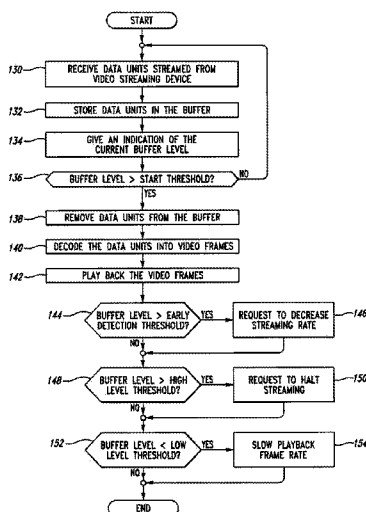 START
130
RECEIVE DATA UNITS STREAMED FROM
VIDEO STREAMING DEVICE
132
STORE DATA UNITS IN THE BUFFER
134
GIVE AN INDICATION OF THE
CURRENT BUFFER LEVEL
136
BUFFER LEVEL > START THRESHOLD?
NO
YES
138
REMOVE DATA UNITS FROM THE BUFFER
140
DECODE THE DATA UNITS INTO VIDEO FRAMES
142
PLAY BACK THE VIDEO FRAMES
144
BUFFER LEVEL > EARLY
DETECTION THRESHOLD?
YES
REQUEST TO DECREASE
STREAMING RATE
146
NO
148
BUFFER LEVEL > HIGH
LEVEL THRESHOLD?
YES
REQUEST TO HALT
STREAMING
150
NO
152
BUFFER LEVEL < LOW
LEVEL THRESHOLD?
YES
SLOW PLAYBACK
FRAME RATE
154
NO
END